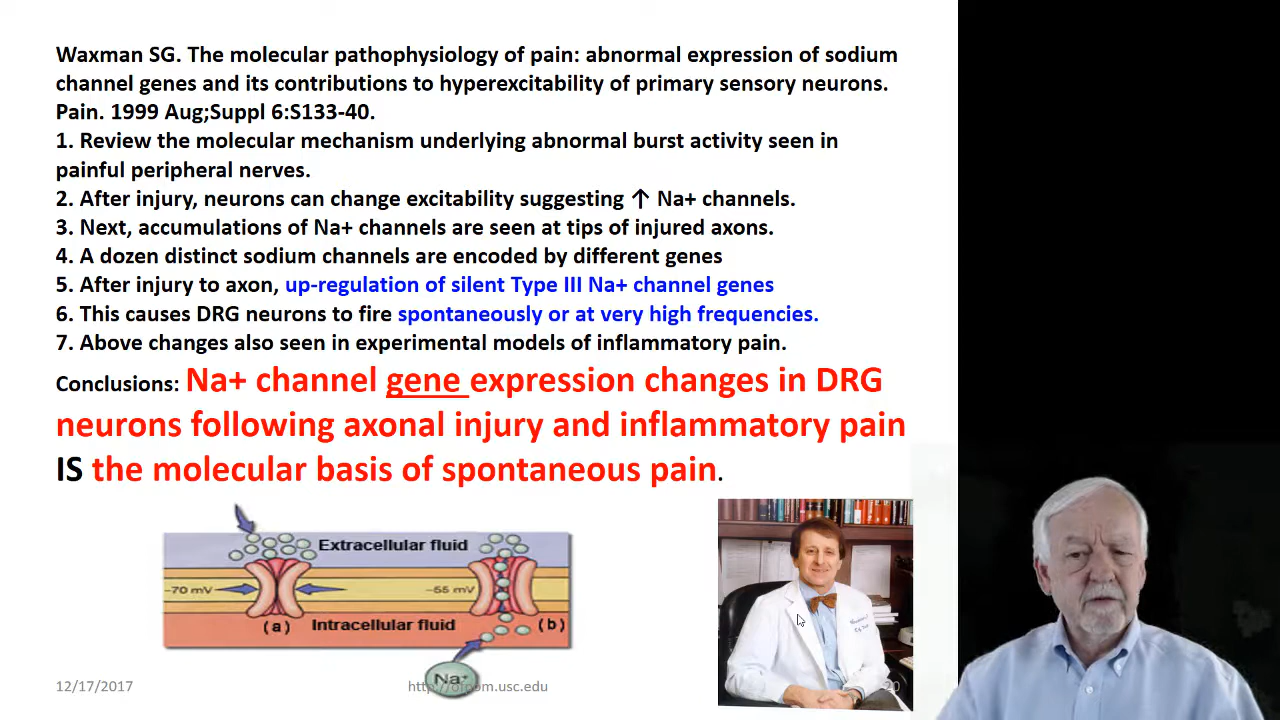 Waxman SG. The molecular pathophysiology of pain: abnormal expression of sodium
channel genes and its contributions to hyperexcitability of primary sensory neurons.
Pain. 1999 Aug;Suppl 6:S133-40.
1. Review the molecular mechanism underlying abnormal burst activity seen in
painful peripheral nerves.
2. After injury, neurons can change excitability suggesting ↑ Na+ channels.
3. Next, accumulations of Na+ channels are seen at tips of injured axons.
4. A dozen distinct sodium channels are encoded by different genes
5. After injury to axon, up-regulation of silent Type III Na+ channel genes
6. This causes DRG neurons to fire spontaneously or at very high frequencies.
7. Above changes also seen in experimental models of inflammatory pain.
Conclusions: Na+ channel gene expression changes in DRG
neurons following axonal injury and inflammatory pain
IS the molecular basis of spontaneous pain.
Extracellular fluid
-70 mV
-55 mV
(a)
Intracellular fluid
(b)
Na+
12/17/2017
usc.edu
20